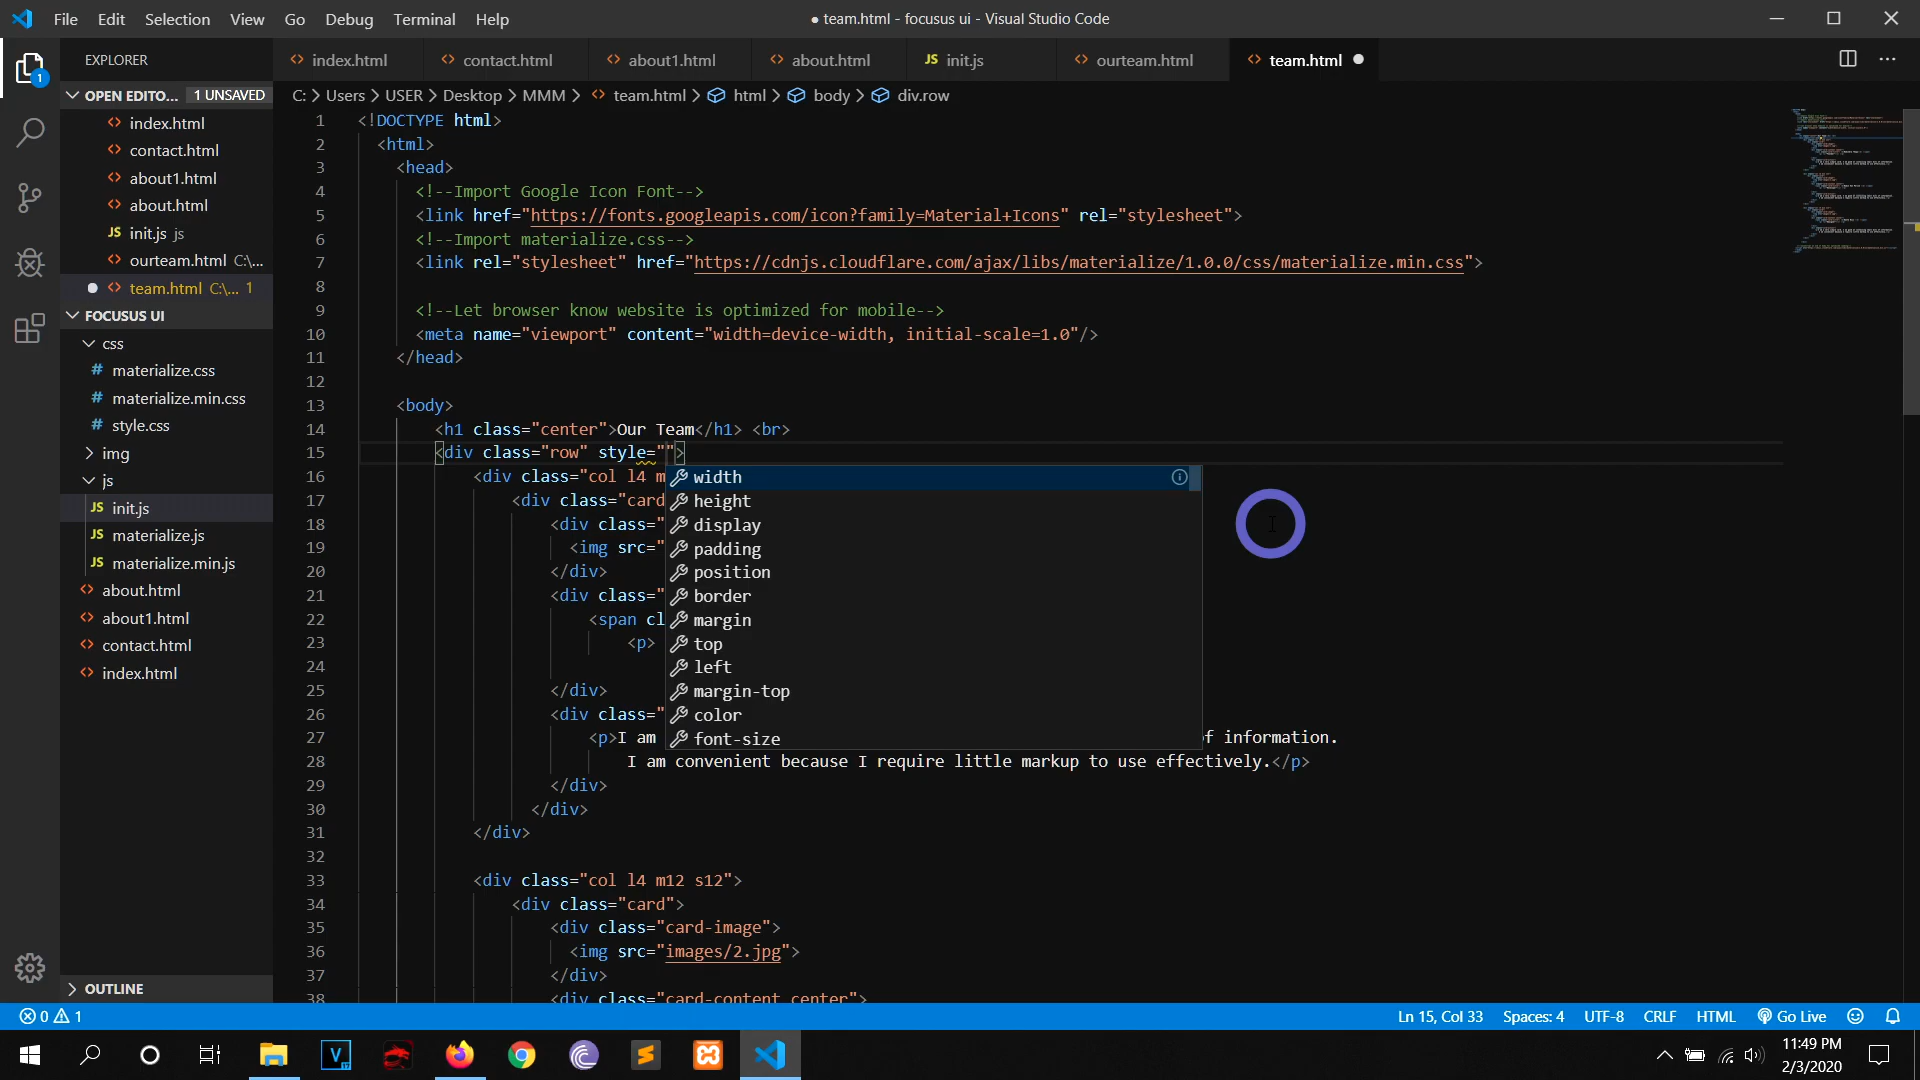 File Edit Selection View Go Debug Terminal Help
● team.html - focusus ui - Visual Studio Code
EXPLORER
OPEN EDITO... 1 UNSAVED
index.html
contact.html
about1.html
about.html
JS init.js js
ourteam.html C:\...
team.html C:\... 1
FOCUSUS UI
css
# materialize.css
# materialize.min.css
# style.css
img
js
JS init.js
JS materialize.js
JS materialize.min.js
about.html
about1.html
contact.html
index.html
OUTLINE
index.html contact.html about1.html about.html JS init.js ourteam.html team.html
C: > Users > USER > Desktop > MMM > team.html > html > body > div.row
1 <!DOCTYPE html>
2 <html>
3 <head>
4 <!--Import Google Icon Font-->
5 <link href="https://fonts.googleapis.com/icon?family=Material+Icons" rel="stylesheet">
6 <!--Import materialize.css-->
7 <link rel="stylesheet" href="https://cdnjs.cloudflare.com/ajax/libs/materialize/1.0.0/css/materialize.min.css">
8
9 <!--Let browser know website is optimized for mobile-->
10 <meta name="viewport" content="width=device-width, initial-scale=1.0"/>
11 </head>
12
13 <body>
14 <h1 class="center">Our Team</h1> <br>
15 <div class="row" style="">
16 <div class="col l4 m
17 <div class="card
18 <div class="
19 <img src="
20 </div>
21 <div class="
22 <span cl
23 <p>
24
25 </div>
26 <div class="
27 <p>I am f information.
28 I am convenient because I require little markup to use effectively.</p>
29 </div>
30 </div>
31 </div>
32
33 <div class="col l4 m12 s12">
34 <div class="card">
35 <div class="card-image">
36 <img src="images/2.jpg">
37 </div>
38 <div class="card-content center">
width
height
display
padding
position
border
margin
top
left
margin-top
color
font-size
0 1
Ln 15, Col 33 Spaces: 4 UTF-8 CRLF HTML Go Live
11:49 PM
2/3/2020